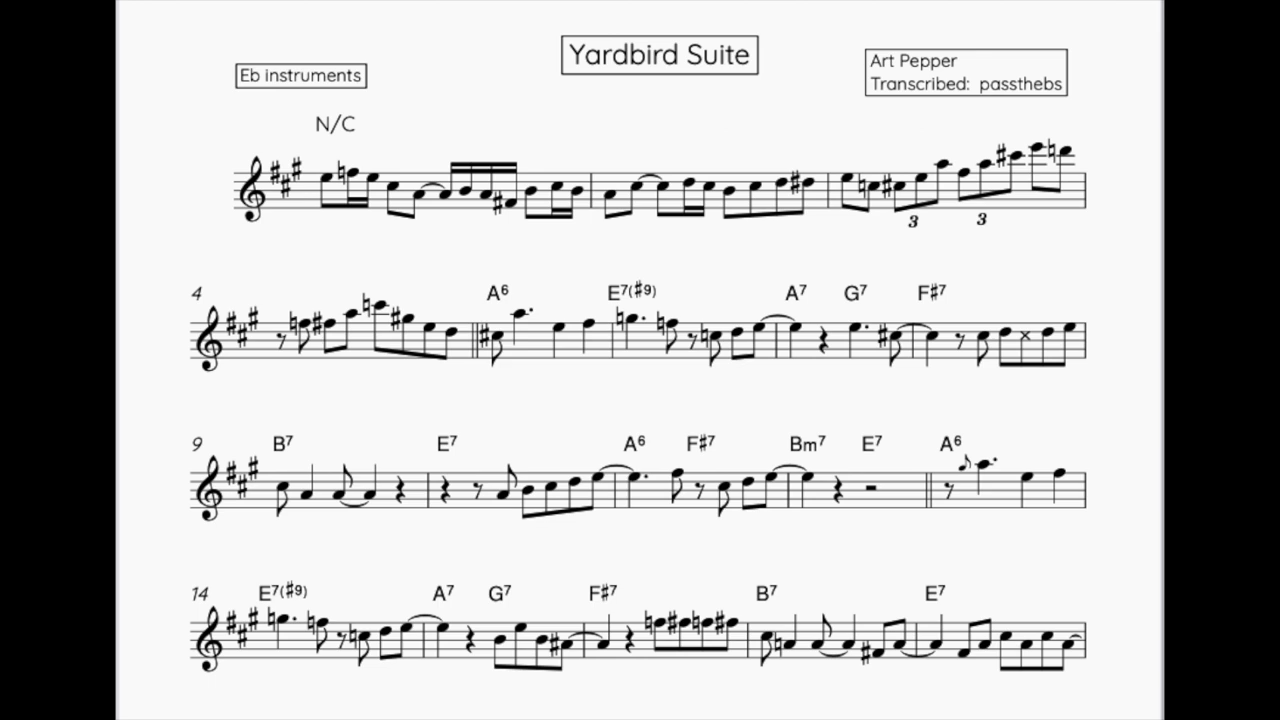 Yardbird Suite
Eb instruments
Art Pepper
Transcribed: passthebs
N/C
3 3
4 A6 E7(♯9) A7 G7 F♯7
9 B7 E7 A6 F♯7 Bm7 E7 A6
14 E7(♯9) A7 G7 F♯7 B7 E7